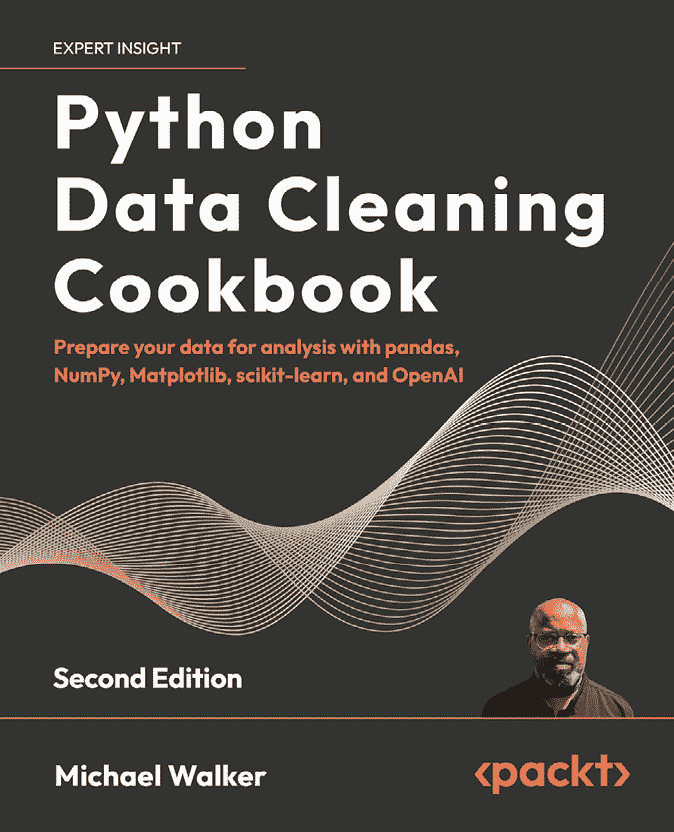 EXPERT INSIGHT
Python
Data Cleaning
Cookbook
Prepare your data for analysis with pandas,
NumPy, Matplotlib, scikit-learn, and OpenAI
Second Edition
Michael Walker
<packt>